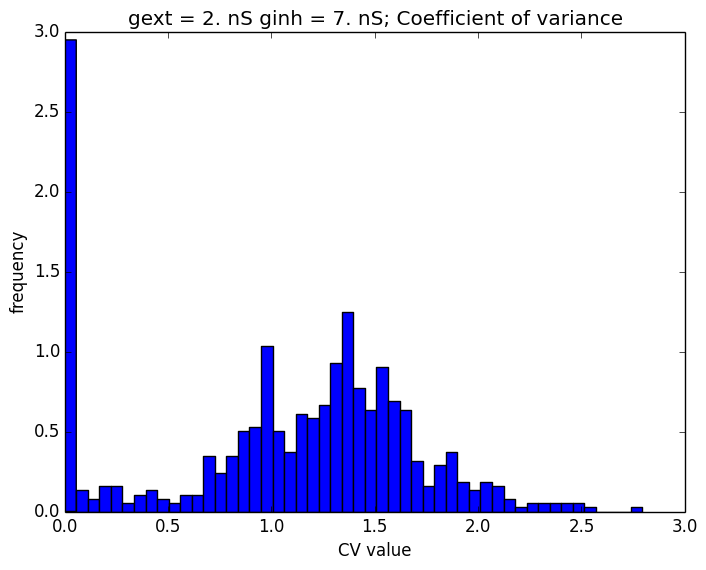 gext = 2. nS ginh = 7. nS; Coefficient of variance
3.0
2.5
2.0
1.5
1.0
0.5
0.0
frequency
0.0 0.5 1.0 1.5 2.0 2.5 3.0
CV value